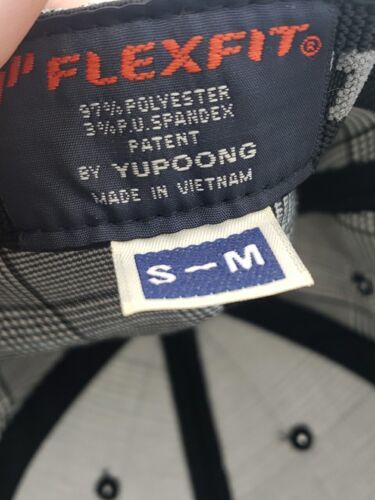 FLEXFIT®
97% POLYESTER
3% P.U.SPANDEX
PATENT
BY YUPOONG
MADE IN VIETNAM
S-M